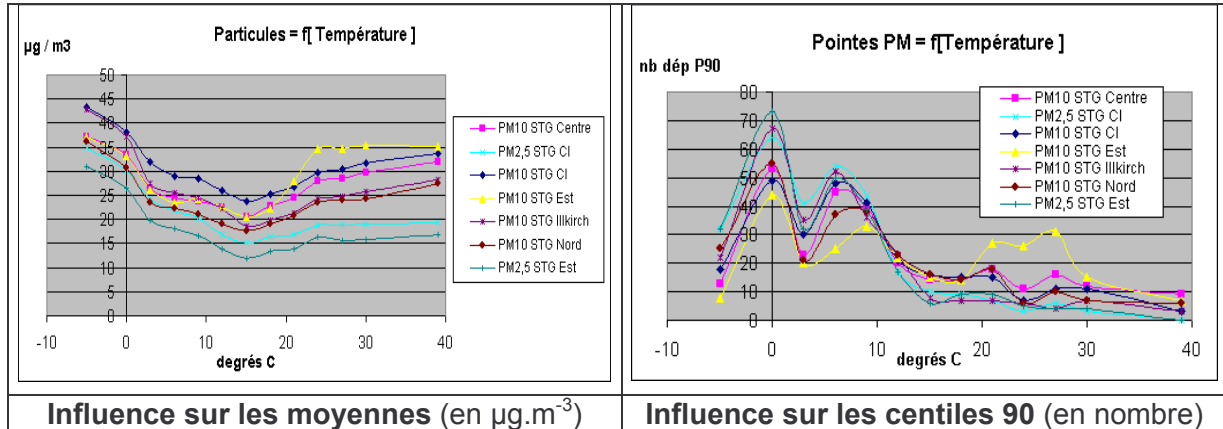 Particules = f[ Température ]
µg / m3
50
45
40
35
30
25
20
15
10
5
0
-10 0 10 20 30 40
degrés C
PM10 STG Centre
PM2,5 STG CI
PM10 STG CI
PM10 STG Est
PM10 STG Illkirch
PM10 STG Nord
PM2,5 STG Est
Pointes PM = f[Température ]
nb dép P90
80
70
60
50
40
30
20
10
0
-10 0 10 20 30 40
degrés C
PM10 STG Centre
PM2,5 STG CI
PM10 STG CI
PM10 STG Est
PM10 STG Illkirch
PM10 STG Nord
PM2,5 STG Est
Influence sur les moyennes (en µg.m-3)
Influence sur les centiles 90 (en nombre)